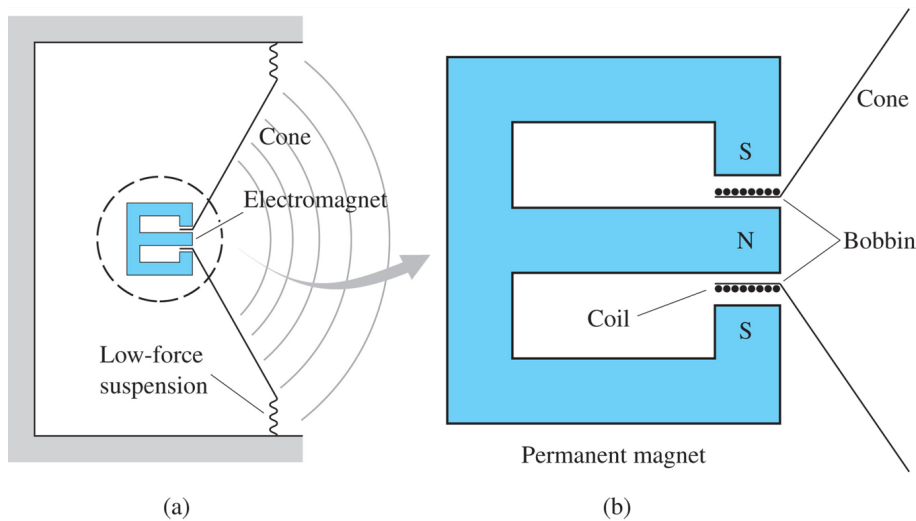 Cone
Electromagnet
Low-force
suspension
(a)
S
Cone
N
Bobbin
Coil
S
Permanent magnet
(b)